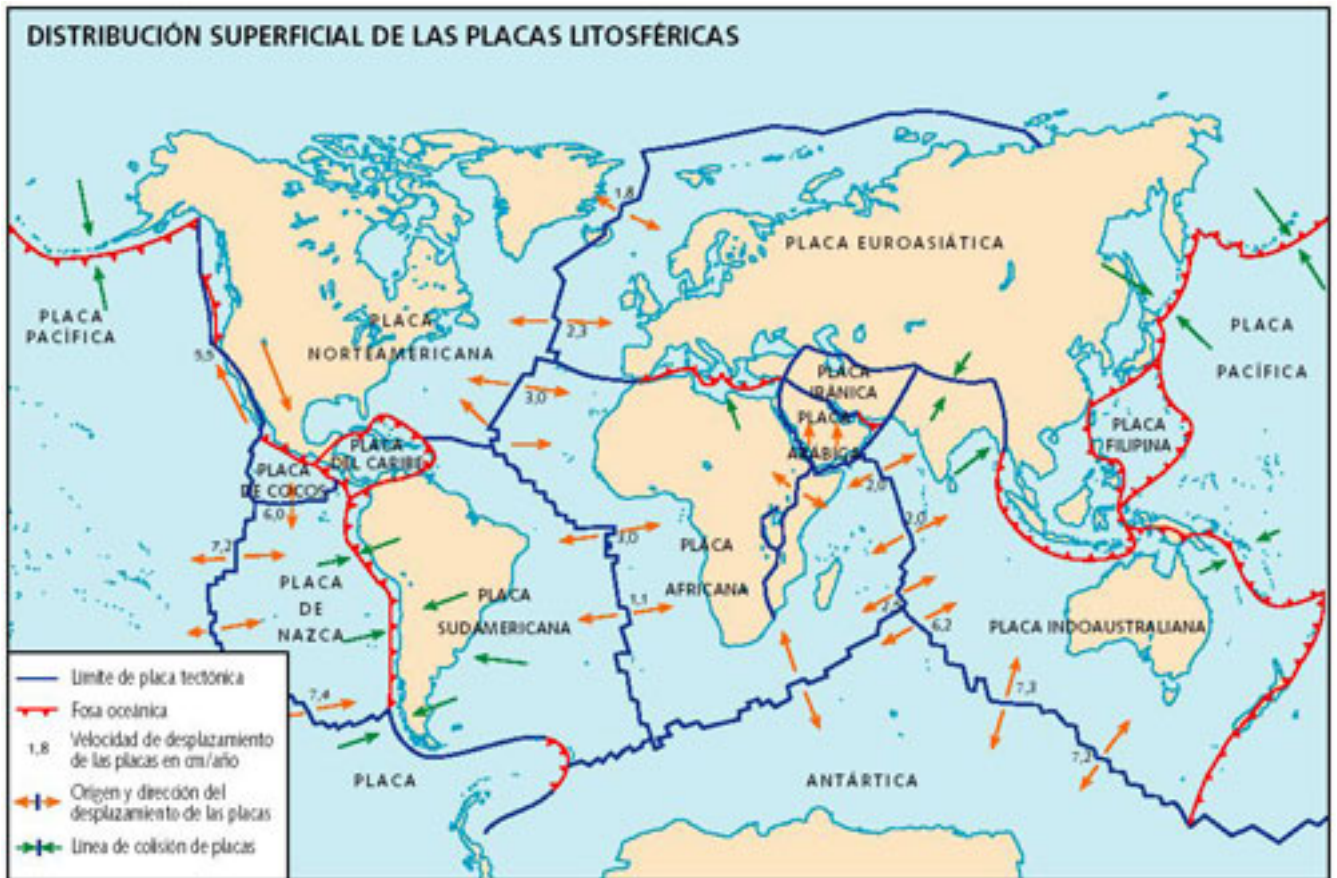 DISTRIBUCIÓN SUPERFICIAL DE LAS PLACAS LITOSFÉRICAS
1,8
PLACA EUROASIÁTICA
PLACA
PACÍFICA
PLACA
NORTEAMERICANA
2,3
PLACA
PACÍFICA
5,5
3,0
PLACA
IRÁNICA
PLACA
ARÁBIGA
PLACA
FILIPINA
PLACA
DEL CARIBE
PLACA
DE COCOS
6,0
2,0
2,0
7,2
3,0
PLACA
AFRICANA
PLACA
DE
NAZCA
PLACA
SUDAMERICANA
1,1
6,2
PLACA INDOAUSTRALIANA
7,4
7,3
7,2
PLACA
ANTÁRTICA
Límite de placa tectónica
Fosa oceánica
1,8
Velocidad de desplazamiento
de las placas en cm/año
Origen y dirección del
desplazamiento de las placas
Línea de colisión de placas